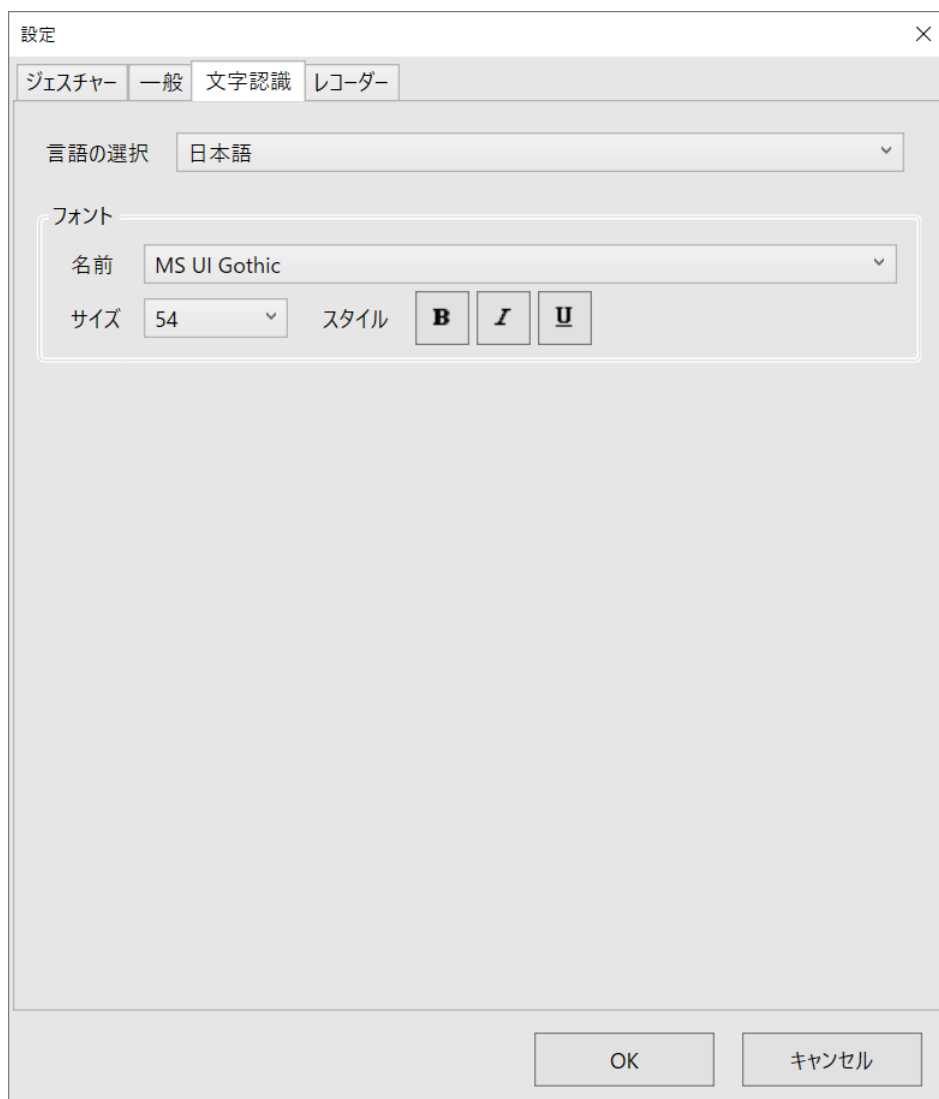 設定
ジェスチャー 一般 文字認識 レコーダー
言語の選択 日本語
フォント
名前 MS UI Gothic
サイズ 54 スタイル B I U
OK キャンセル